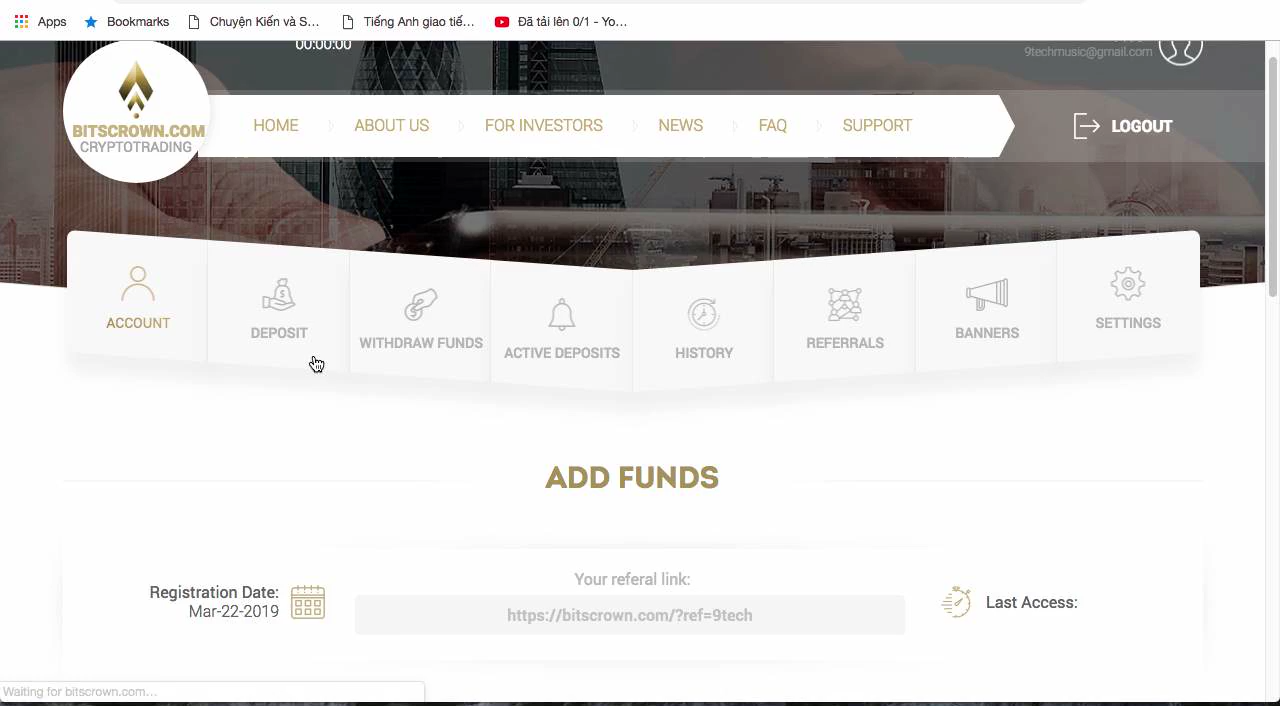 Apps
Bookmarks
Chuyện Kiến và S...
Tiếng Anh giao tiế...
Đã tải lên 0/1 - Yo...
00:00:00
9techmusic@gmail.com
BITSCROWN.COM
CRYPTOTRADING
HOME
ABOUT US
FOR INVESTORS
NEWS
FAQ
SUPPORT
LOGOUT
ACCOUNT
DEPOSIT
WITHDRAW FUNDS
ACTIVE DEPOSITS
HISTORY
REFERRALS
BANNERS
SETTINGS
ADD FUNDS
Registration Date:
Mar-22-2019
Your referal link:
https://bitscrown.com/?ref=9tech
Last Access:
Waiting for bitscrown.com...